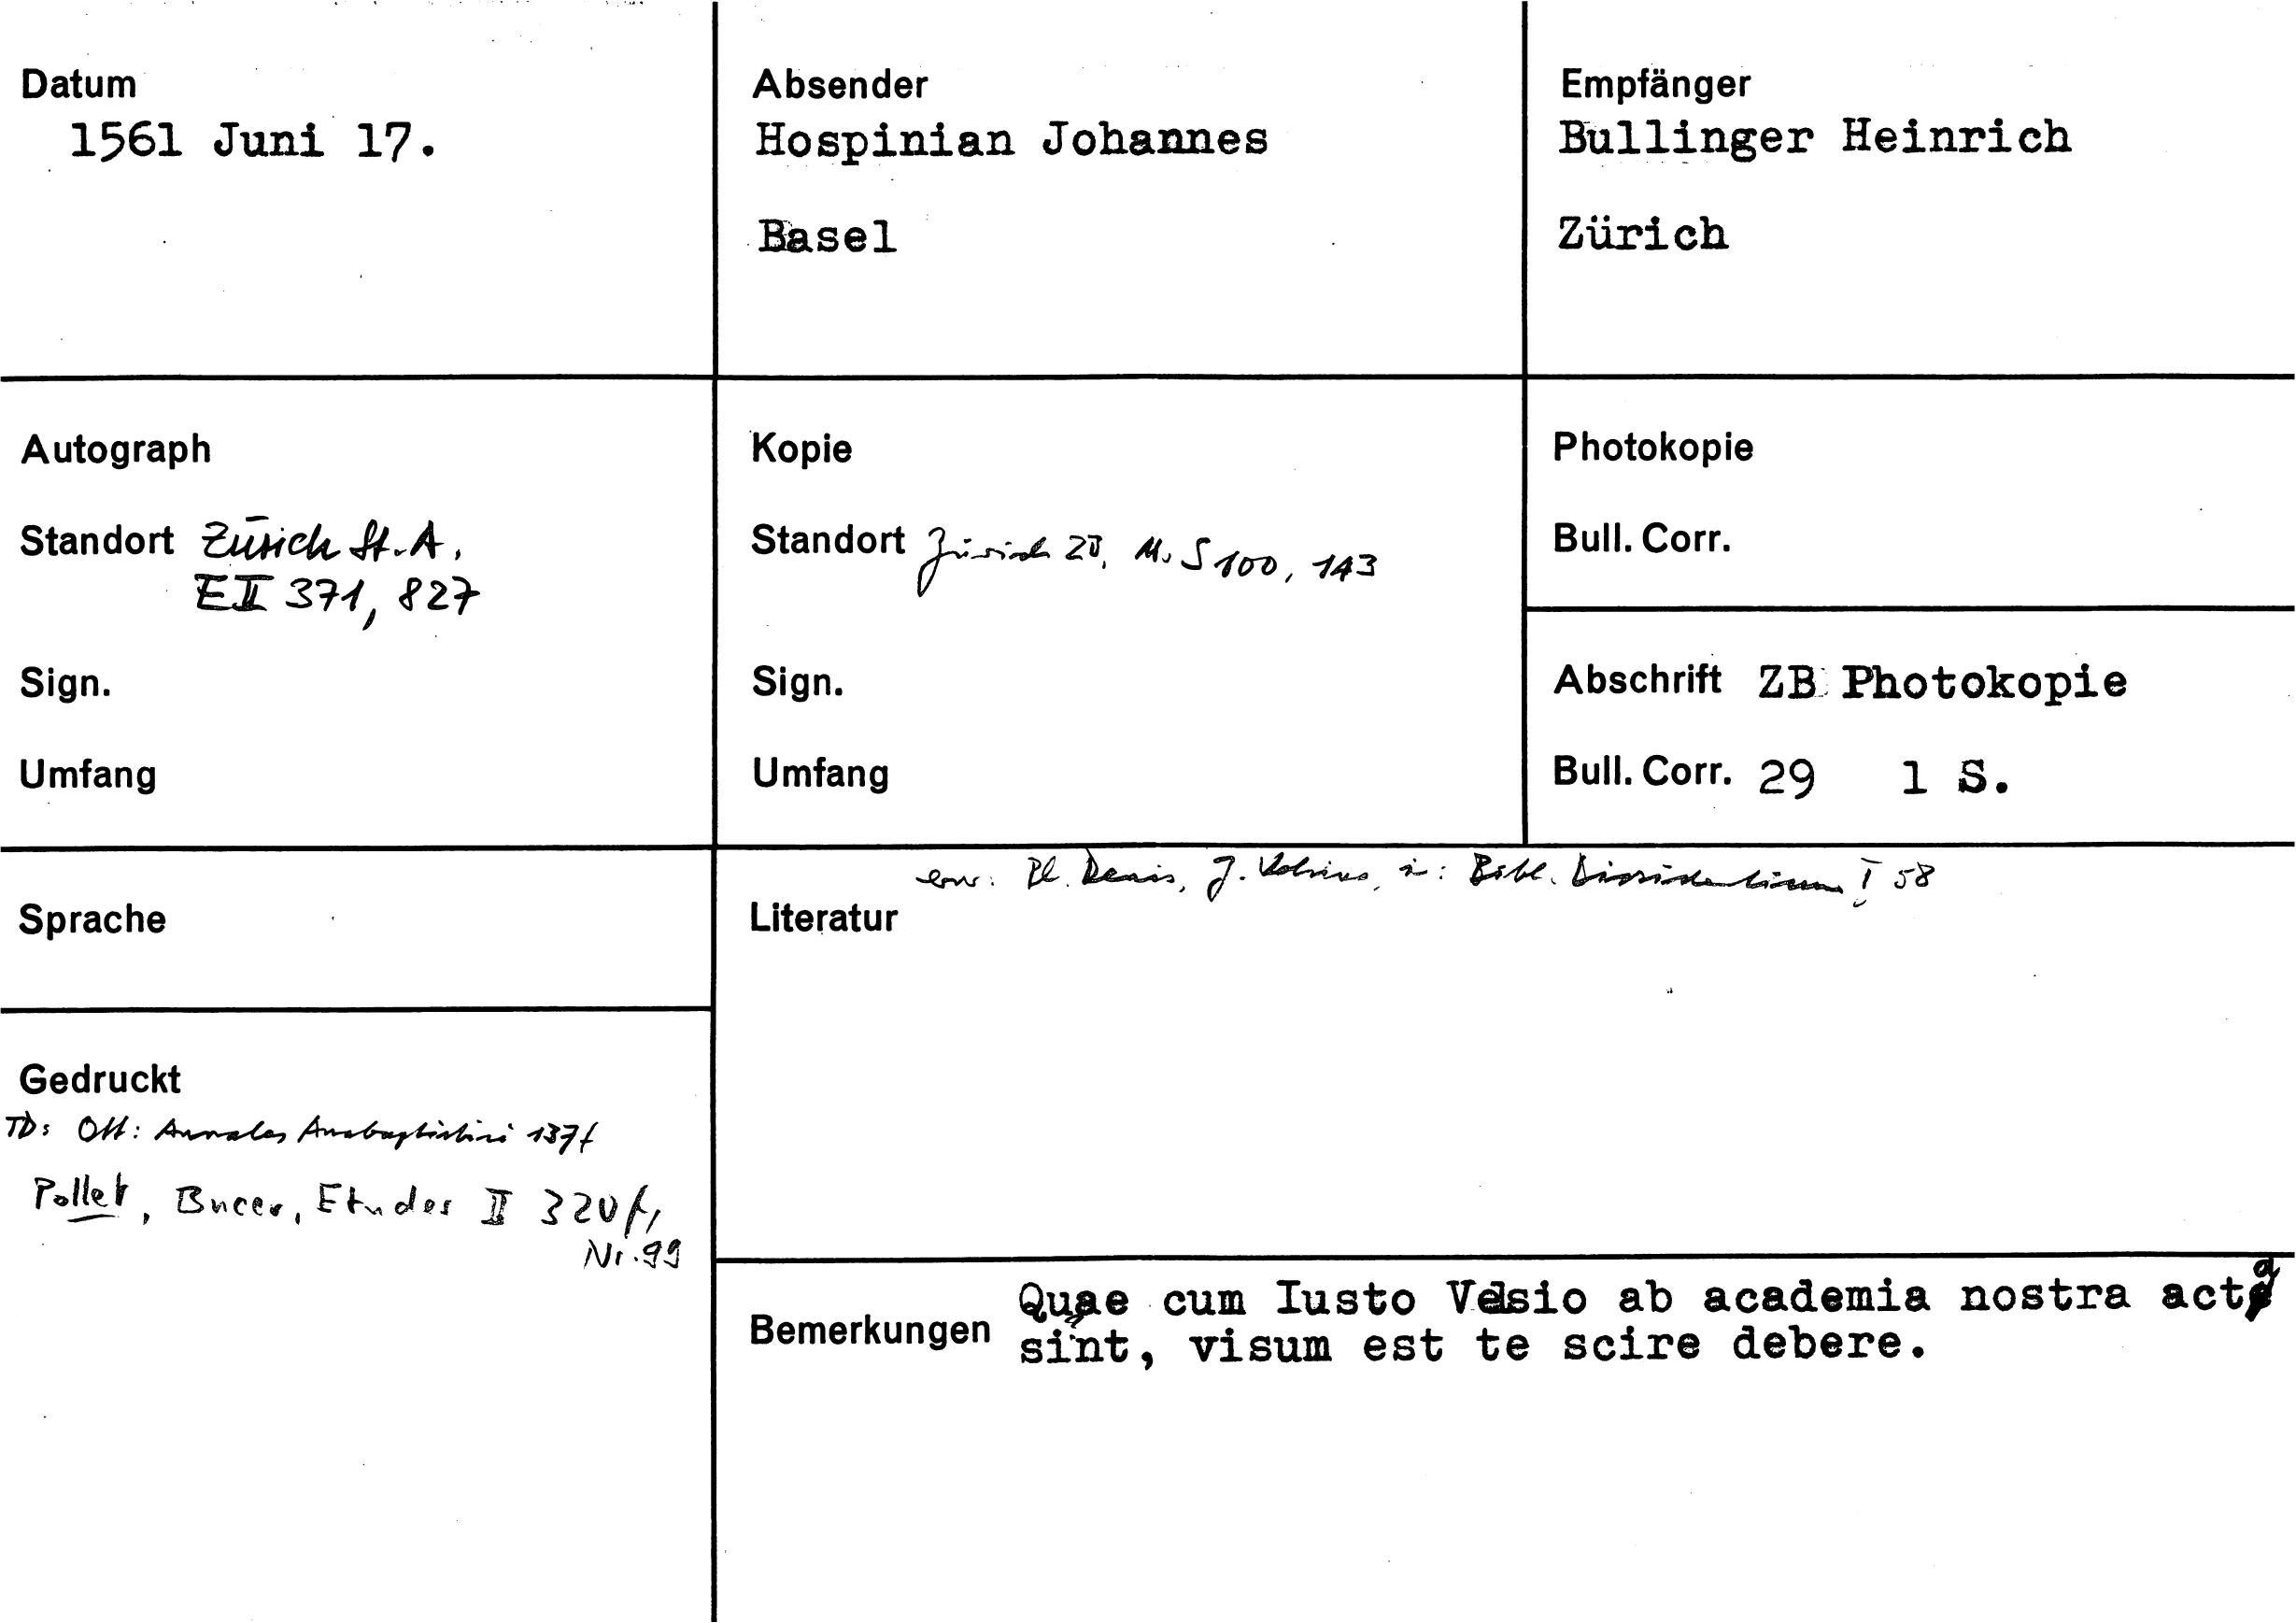 Datum
1561 Juni 17.
Absender
Hospinian Johannes
Basel
Empfänger
Bullinger Heinrich
Zürich
Autograph
Standort Zürich St.A,
EII 371, 827
Sign.
Umfang
Kopie
Standort Zürich ZB, Ms S 100, 143
Sign.
Umfang
Photokopie
Bull. Corr.
Abschrift ZB Photokopie
Bull. Corr. 29 1 S.
Sprache
Gedruckt
TD: Ott: Annales Anabaptistici 137f
Pollet, Bucer, Etudes II 320f,
Nr. 99
erw: Ph. Denis, J. Velsius, in: Bibl. Dissidentium I 58
Literatur
Bemerkungen
Quae cum Iusto Velsio ab academia nostra acta
sint, visum est te scire debere.